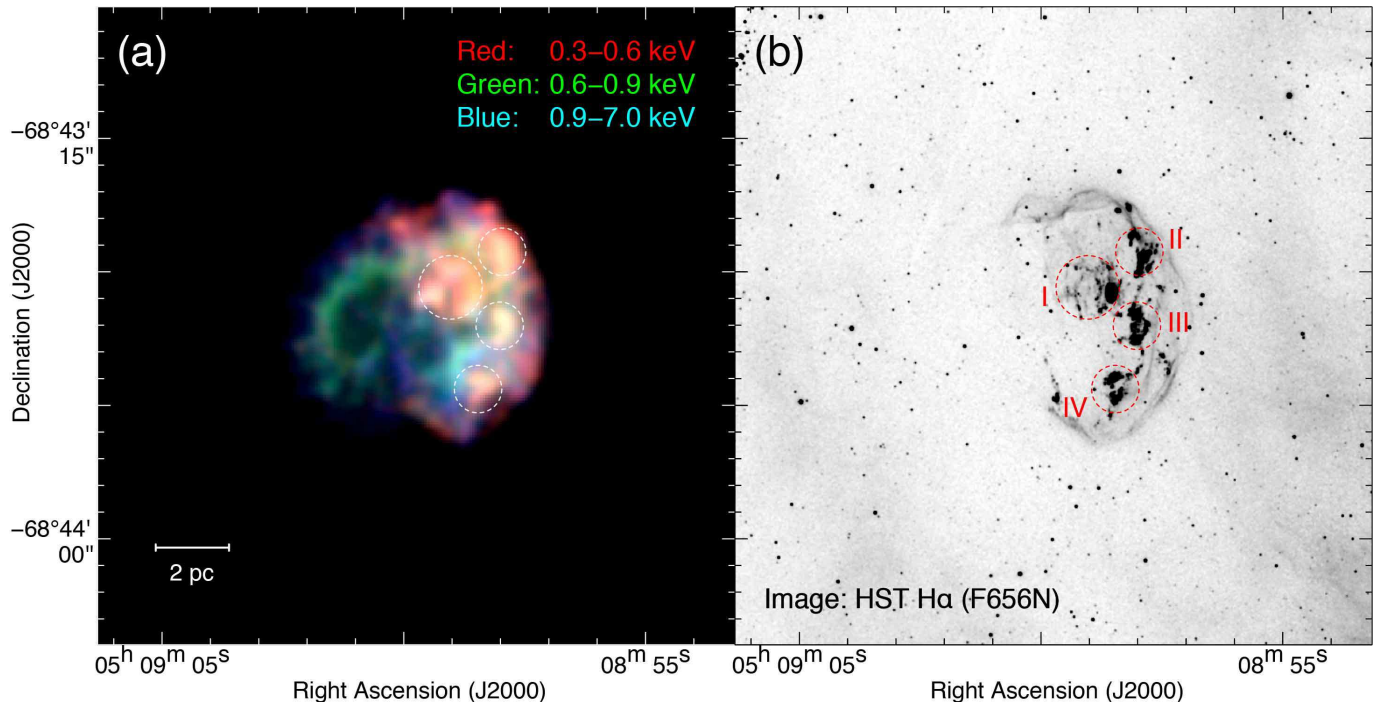 (a)
Red: 0.3–0.6 keV
Green: 0.6–0.9 keV
Blue: 0.9–7.0 keV
−68°43'
15"
Declination (J2000)
−68°44'
00"
2 pc
05h 09m 05s
08m 55s
Right Ascension (J2000)
(b)
II
I
III
IV
Image: HST Hα (F656N)
05h 09m 05s
08m 55s
Right Ascension (J2000)